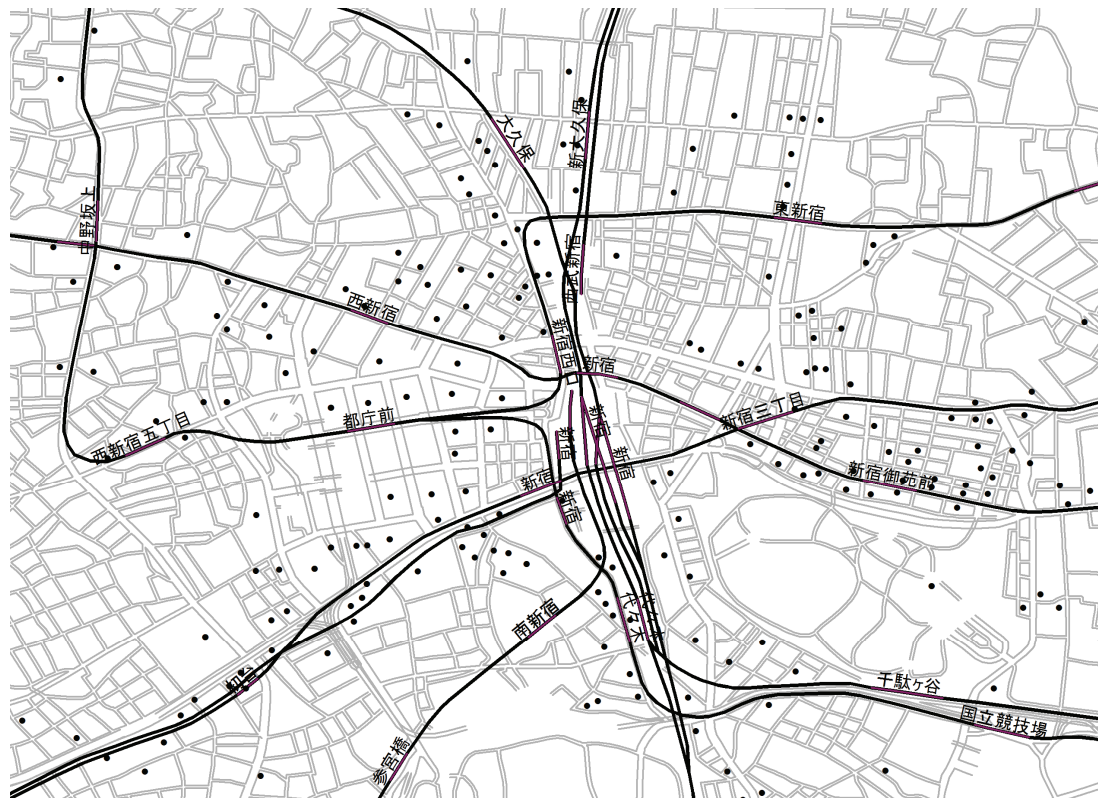 大久保
新大久保
中野坂上
東新宿
西武新宿
西新宿
新宿西口
新宿
都庁前
新宿三丁目
西新宿五丁目
新宿
新宿
新宿
新宿
新宿
新宿御苑前
代々木
代々木
南新宿
初台
千駄ヶ谷
国立競技場
参宮橋